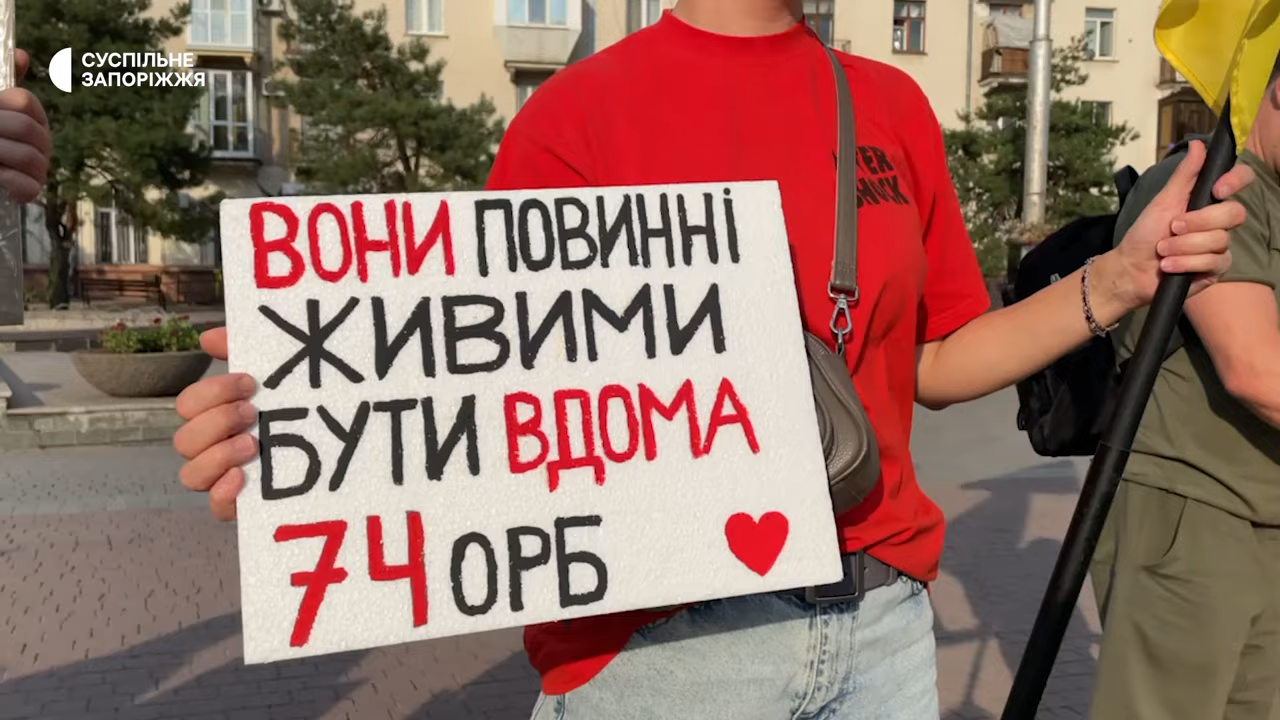 СУСПІЛЬНЕ
ЗАПОРІЖЖЯ
ВОНИ ПОВИННІ
ЖИВИМИ
БУТИ ВДОМА
74 ОРБ